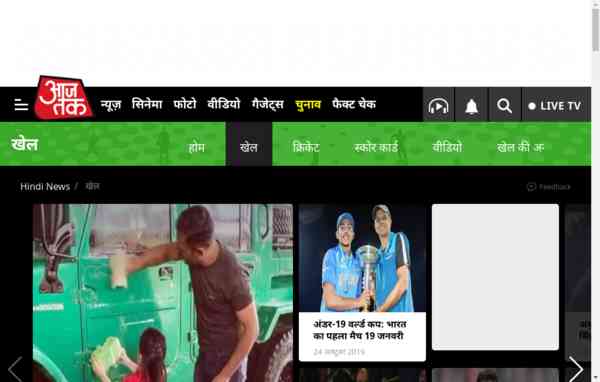 आज तक
न्यूज़ सिनेमा फोटो वीडियो गैजेट्स चुनाव फैक्ट चेक
LIVE TV
खेल
होम खेल क्रिकेट स्कोर कार्ड वीडियो खेल की अ
Hindi News / खेल
Feedback
अंडर-19 वर्ल्ड कप: भारत
का पहला मैच 19 जनवरी
24 अक्टूबर 2019